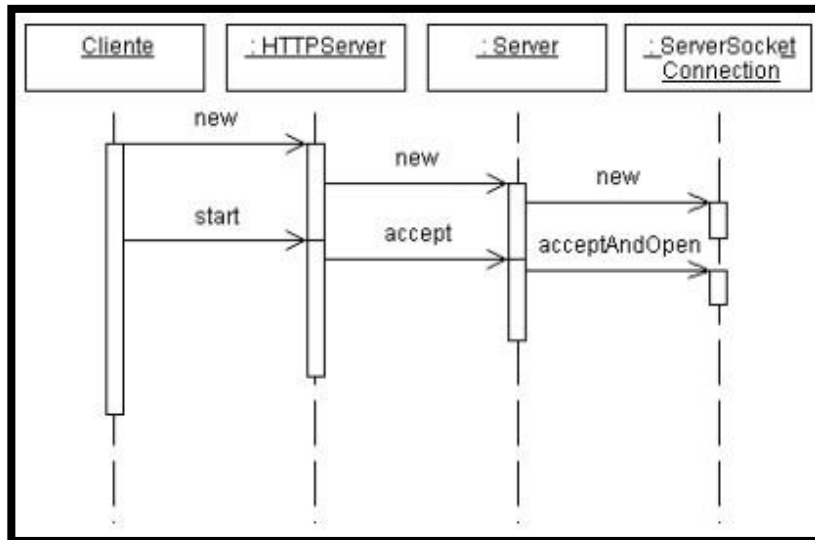 Cliente
: HTTPServer
: Server
: ServerSocket
Connection
new
new
new
start
accept
acceptAndOpen